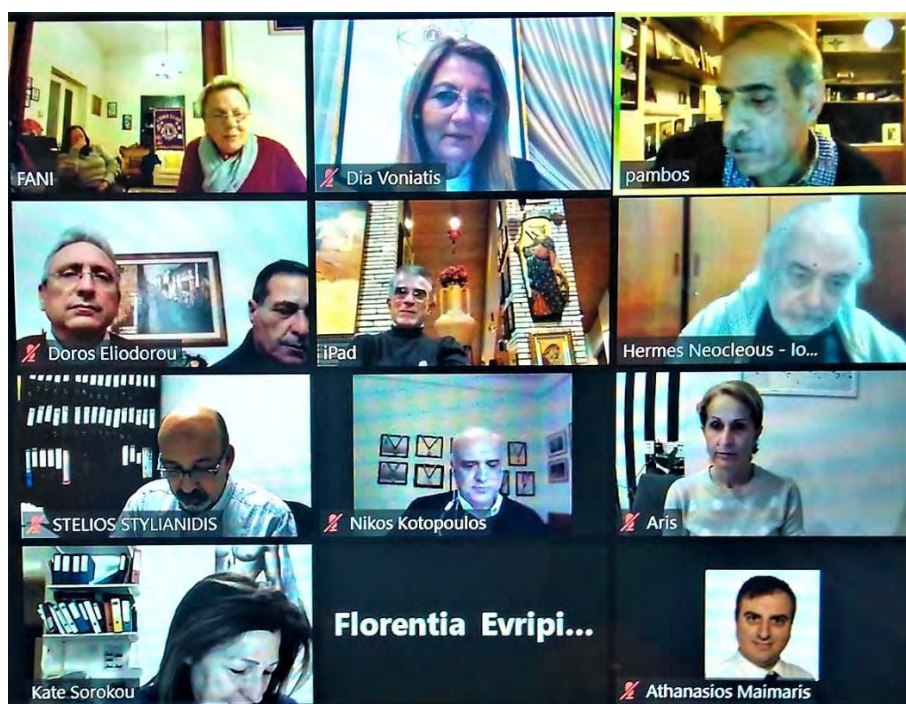 FANI
Dia Voniatis
pambos
Doros Eliodorou
iPad
Hermes Neocleous - Io...
STELIOS STYLIANIDIS
Nikos Kotopoulos
Aris
Kate Sorokou
Florentia Evripi...
Athanasios Maimaris